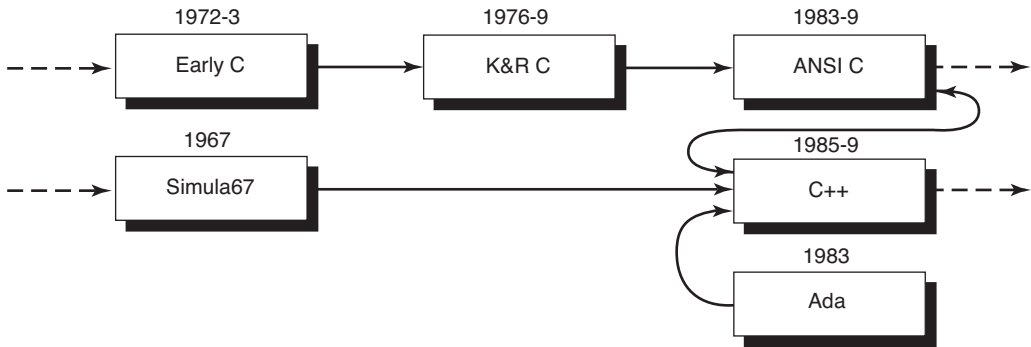 1972-3
1976-9
1983-9
Early C
K&R C
ANSI C
1967
1985-9
Simula67
C++
1983
Ada